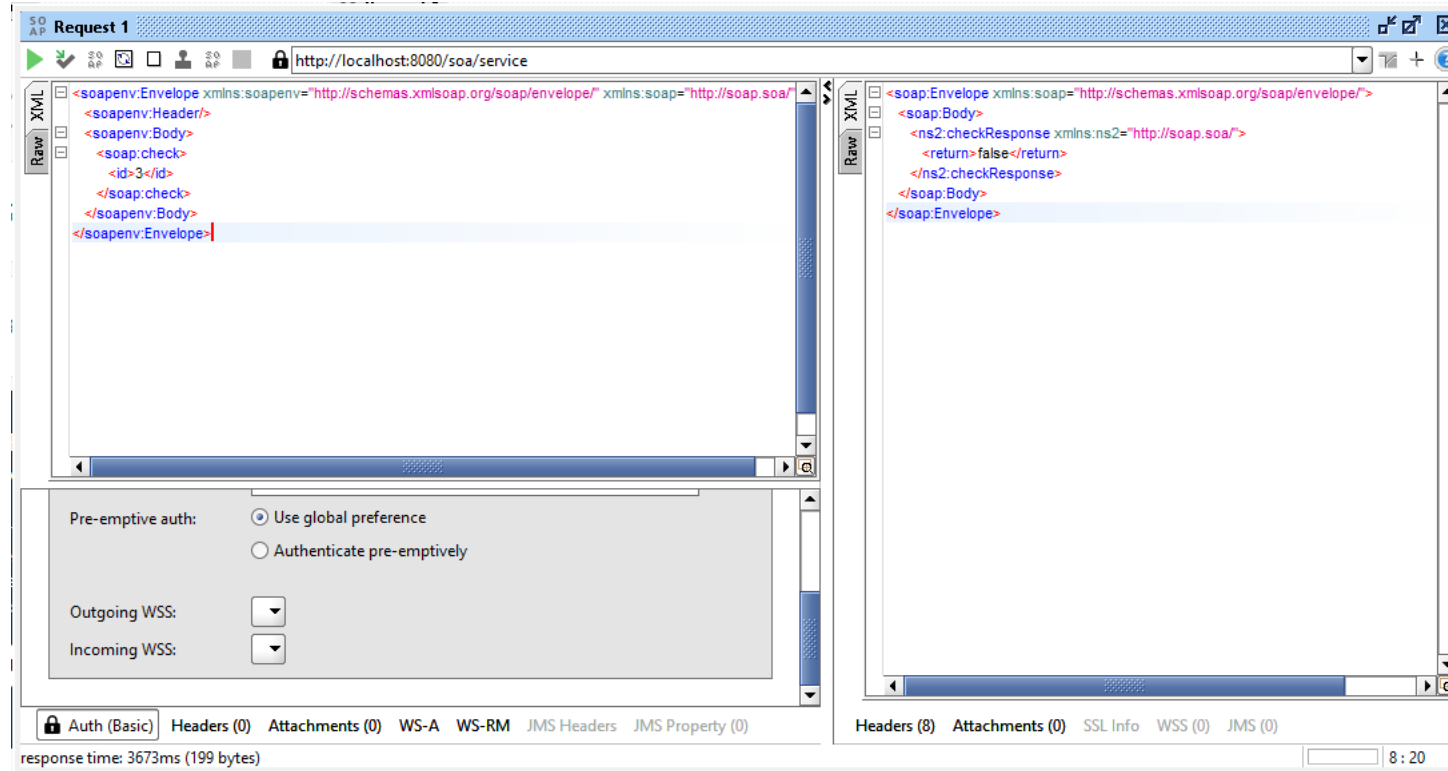 SO AP Request 1
http://localhost:8080/soa/service
XML
Raw
<soapenv:Envelope xmlns:soapenv="http://schemas.xmlsoap.org/soap/envelope/" xmlns:soap="http://soap.soa/"
<soapenv:Header/>
<soapenv:Body>
<soap:check>
<id>3</id>
</soap:check>
</soapenv:Body>
</soapenv:Envelope>
XML
Raw
<soap:Envelope xmlns:soap="http://schemas.xmlsoap.org/soap/envelope/">
<soap:Body>
<ns2:checkResponse xmlns:ns2="http://soap.soa/">
<return>false</return>
</ns2:checkResponse>
</soap:Body>
</soap:Envelope>
Pre-emptive auth:
Use global preference
Authenticate pre-emptively
Outgoing WSS:
Incoming WSS:
Auth (Basic) Headers (0) Attachments (0) WS-A WS-RM JMS Headers JMS Property (0)
Headers (8) Attachments (0) SSL Info WSS (0) JMS (0)
response time: 3673ms (199 bytes)
8 : 20